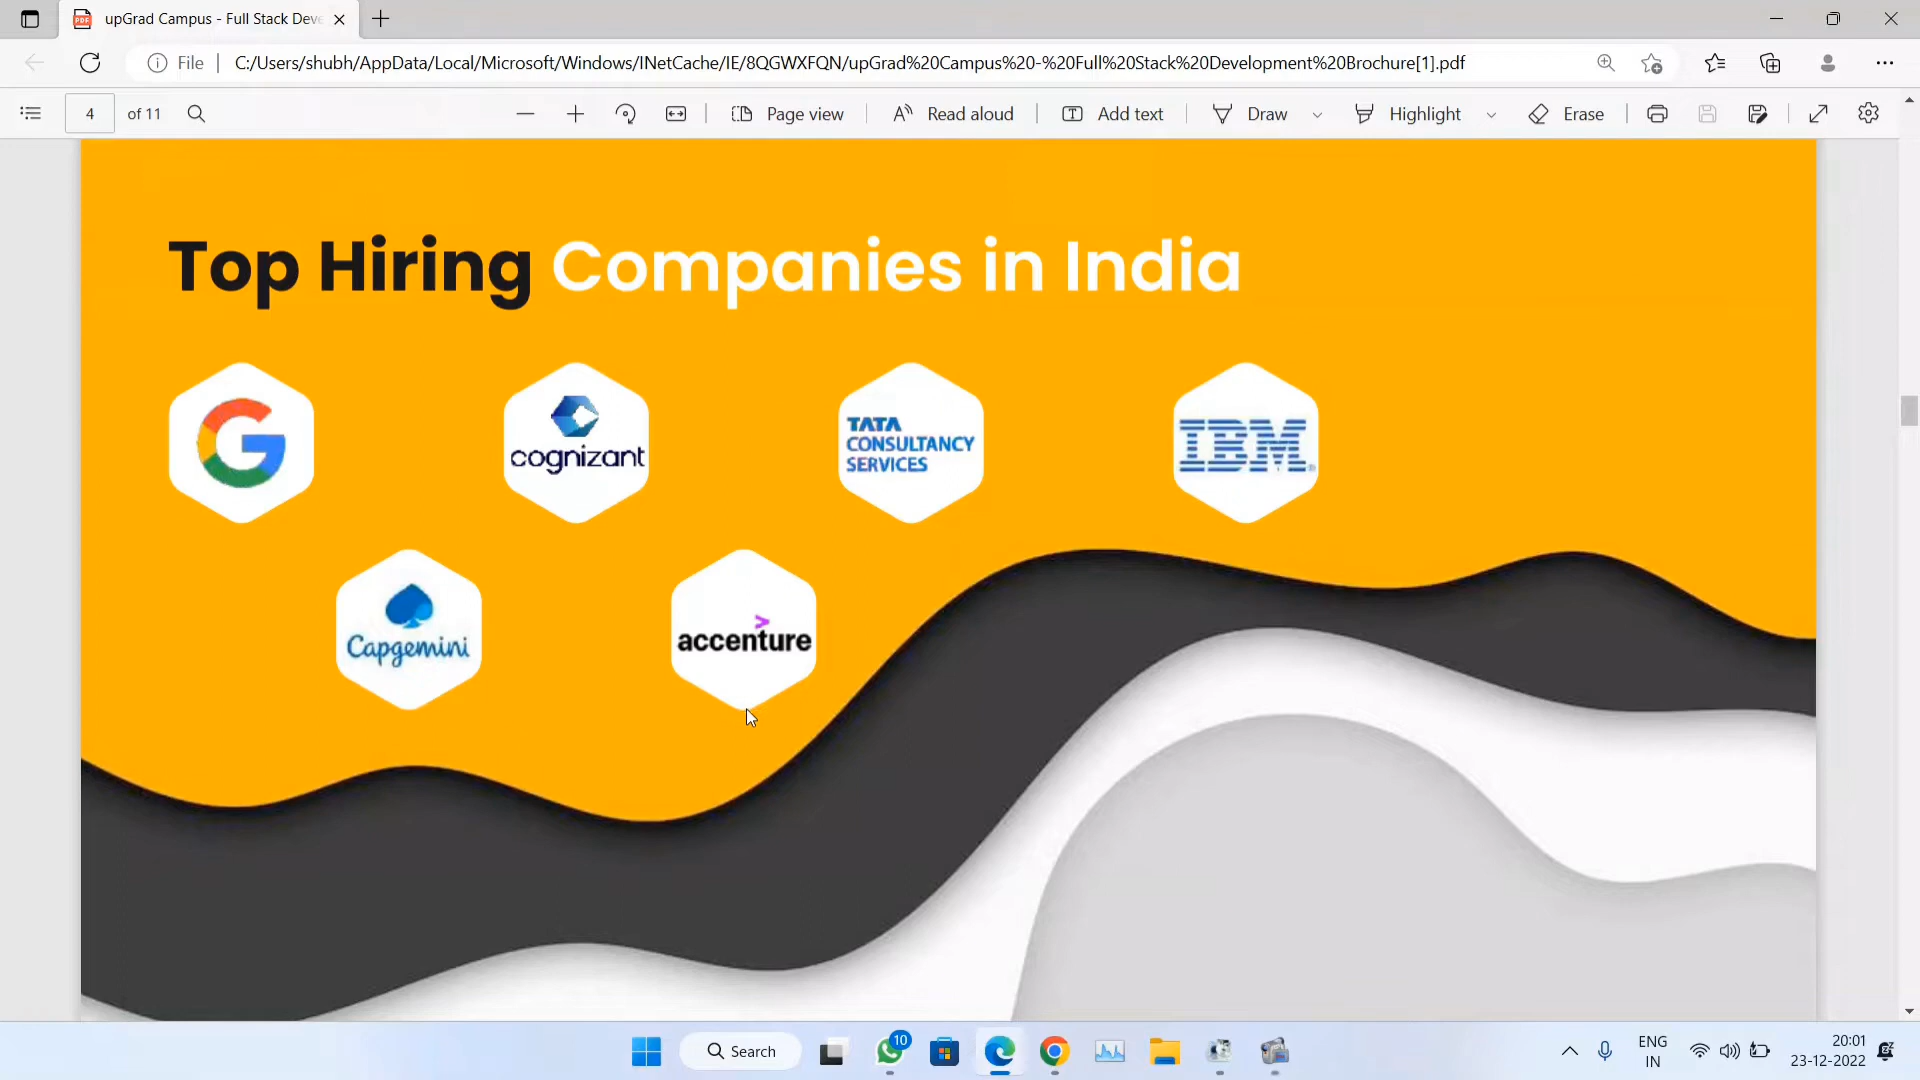 upGrad Campus - Full Stack Deve
File
C:/Users/shubh/AppData/Local/Microsoft/Windows/INetCache/IE/8QGWXFQN/upGrad%20Campus%20-%20Full%20Stack%20Development%20Brochure[1].pdf
4 of 11
Page view
Read aloud
Add text
Draw
Highlight
Erase
Top Hiring Companies in India
cognizant
TATA
CONSULTANCY
SERVICES
IBM
Capgemini
accenture
Search
10
ENG
IN
20:01
23-12-2022